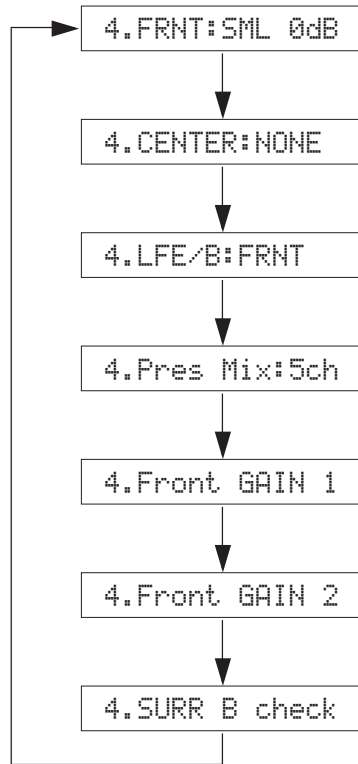 4.FRNT:SML 0dB
4.CENTER:NONE
4.LFE/B:FRNT
4.Pres Mix:5ch
4.Front GAIN 1
4.Front GAIN 2
4.SURR B check